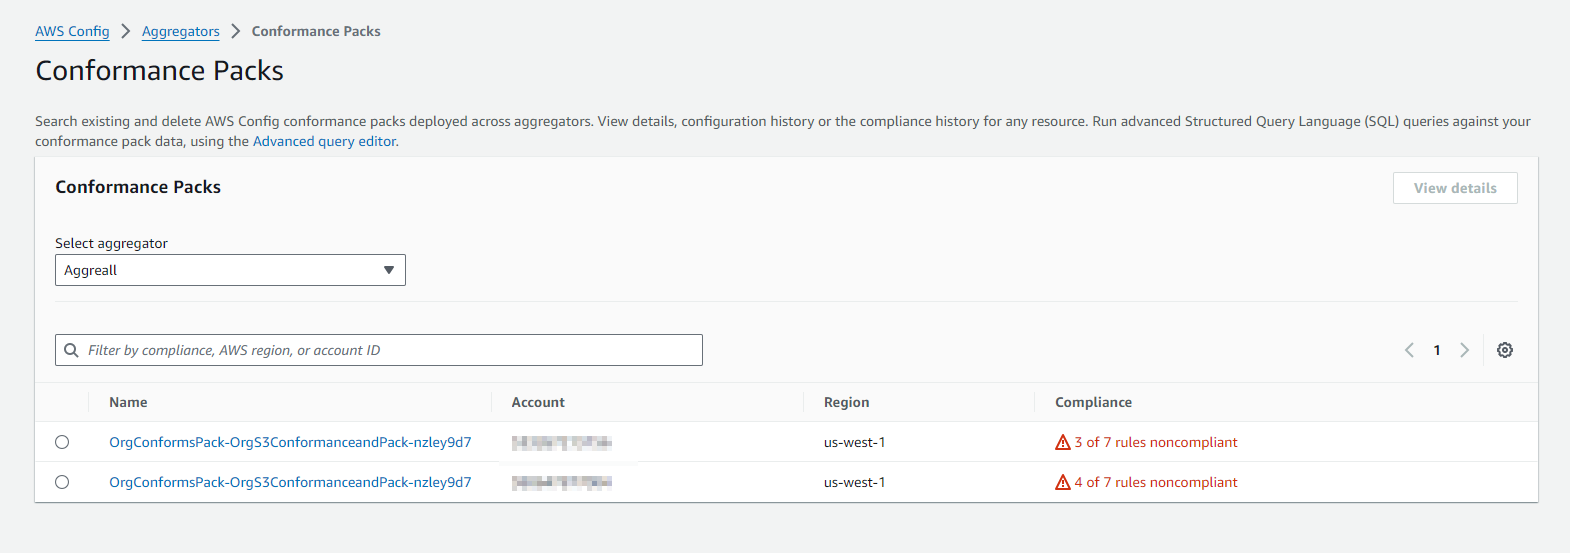 AWS Config > Aggregators > Conformance Packs
Conformance Packs
Search existing and delete AWS Config conformance packs deployed across aggregators. View details, configuration history or the compliance history for any resource. Run advanced Structured Query Language (SQL) queries against your
conformance pack data, using the Advanced query editor.
Conformance Packs
View details
Select aggregator
Aggreall
Filter by compliance, AWS region, or account ID
1
Name Account Region Compliance
OrgConformsPack-OrgS3ConformanceandPack-nzley9d7 us-west-1 3 of 7 rules noncompliant
OrgConformsPack-OrgS3ConformanceandPack-nzley9d7 us-west-1 4 of 7 rules noncompliant